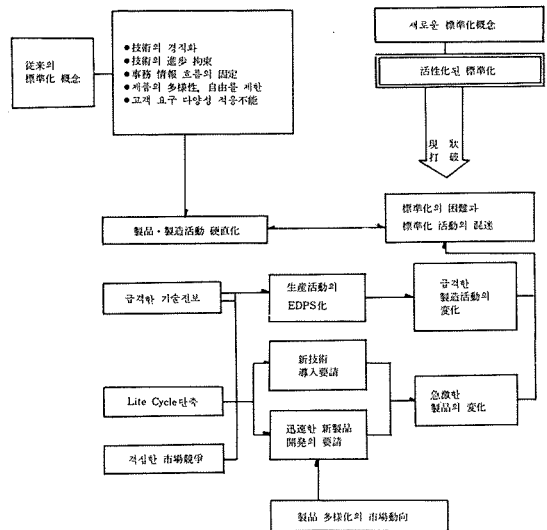 從來의
標準化 槪念
●技術의 경직화
●技術의 進步 拘束
●事務 情報 흐름의 固定
●제품의 多樣性, 自由를 제한
●고객 요구 다양성 적응不能
새로운 標準化槪念
活性化된 標準化
現狀
打破
製品・製造活動 硬直化
標準化의 困難과
標準化 活動의 混迷
급격한 기술진보
生産活動의
EDPS化
급격한
製造活動의
變化
Lite Cycle단축
新技術
導入要請
迅速한 新製品
開發의 要請
急激한
製品의 變化
격심한 市場競爭
製品 多樣化의 市場動向